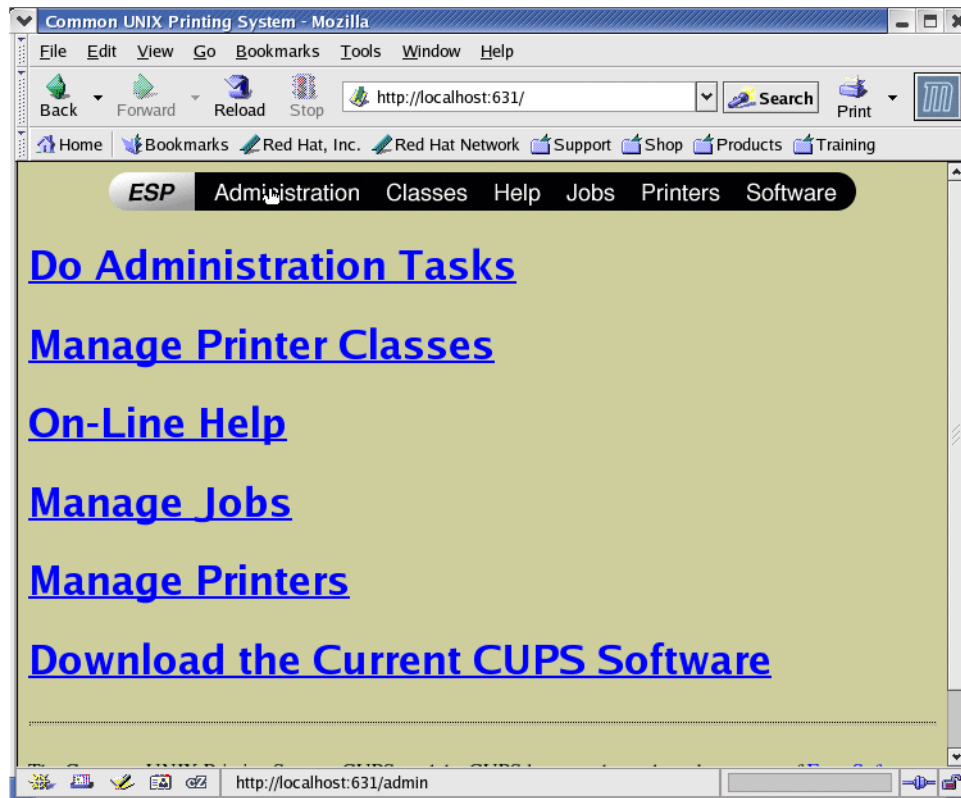 Common UNIX Printing System - Mozilla
File Edit View Go Bookmarks Tools Window Help
Back Forward Reload Stop http://localhost:631/ Search Print
Home Bookmarks Red Hat, Inc. Red Hat Network Support Shop Products Training
ESP Administration Classes Help Jobs Printers Software
Do Administration Tasks
Manage Printer Classes
On-Line Help
Manage Jobs
Manage Printers
Download the Current CUPS Software
http://localhost:631/admin